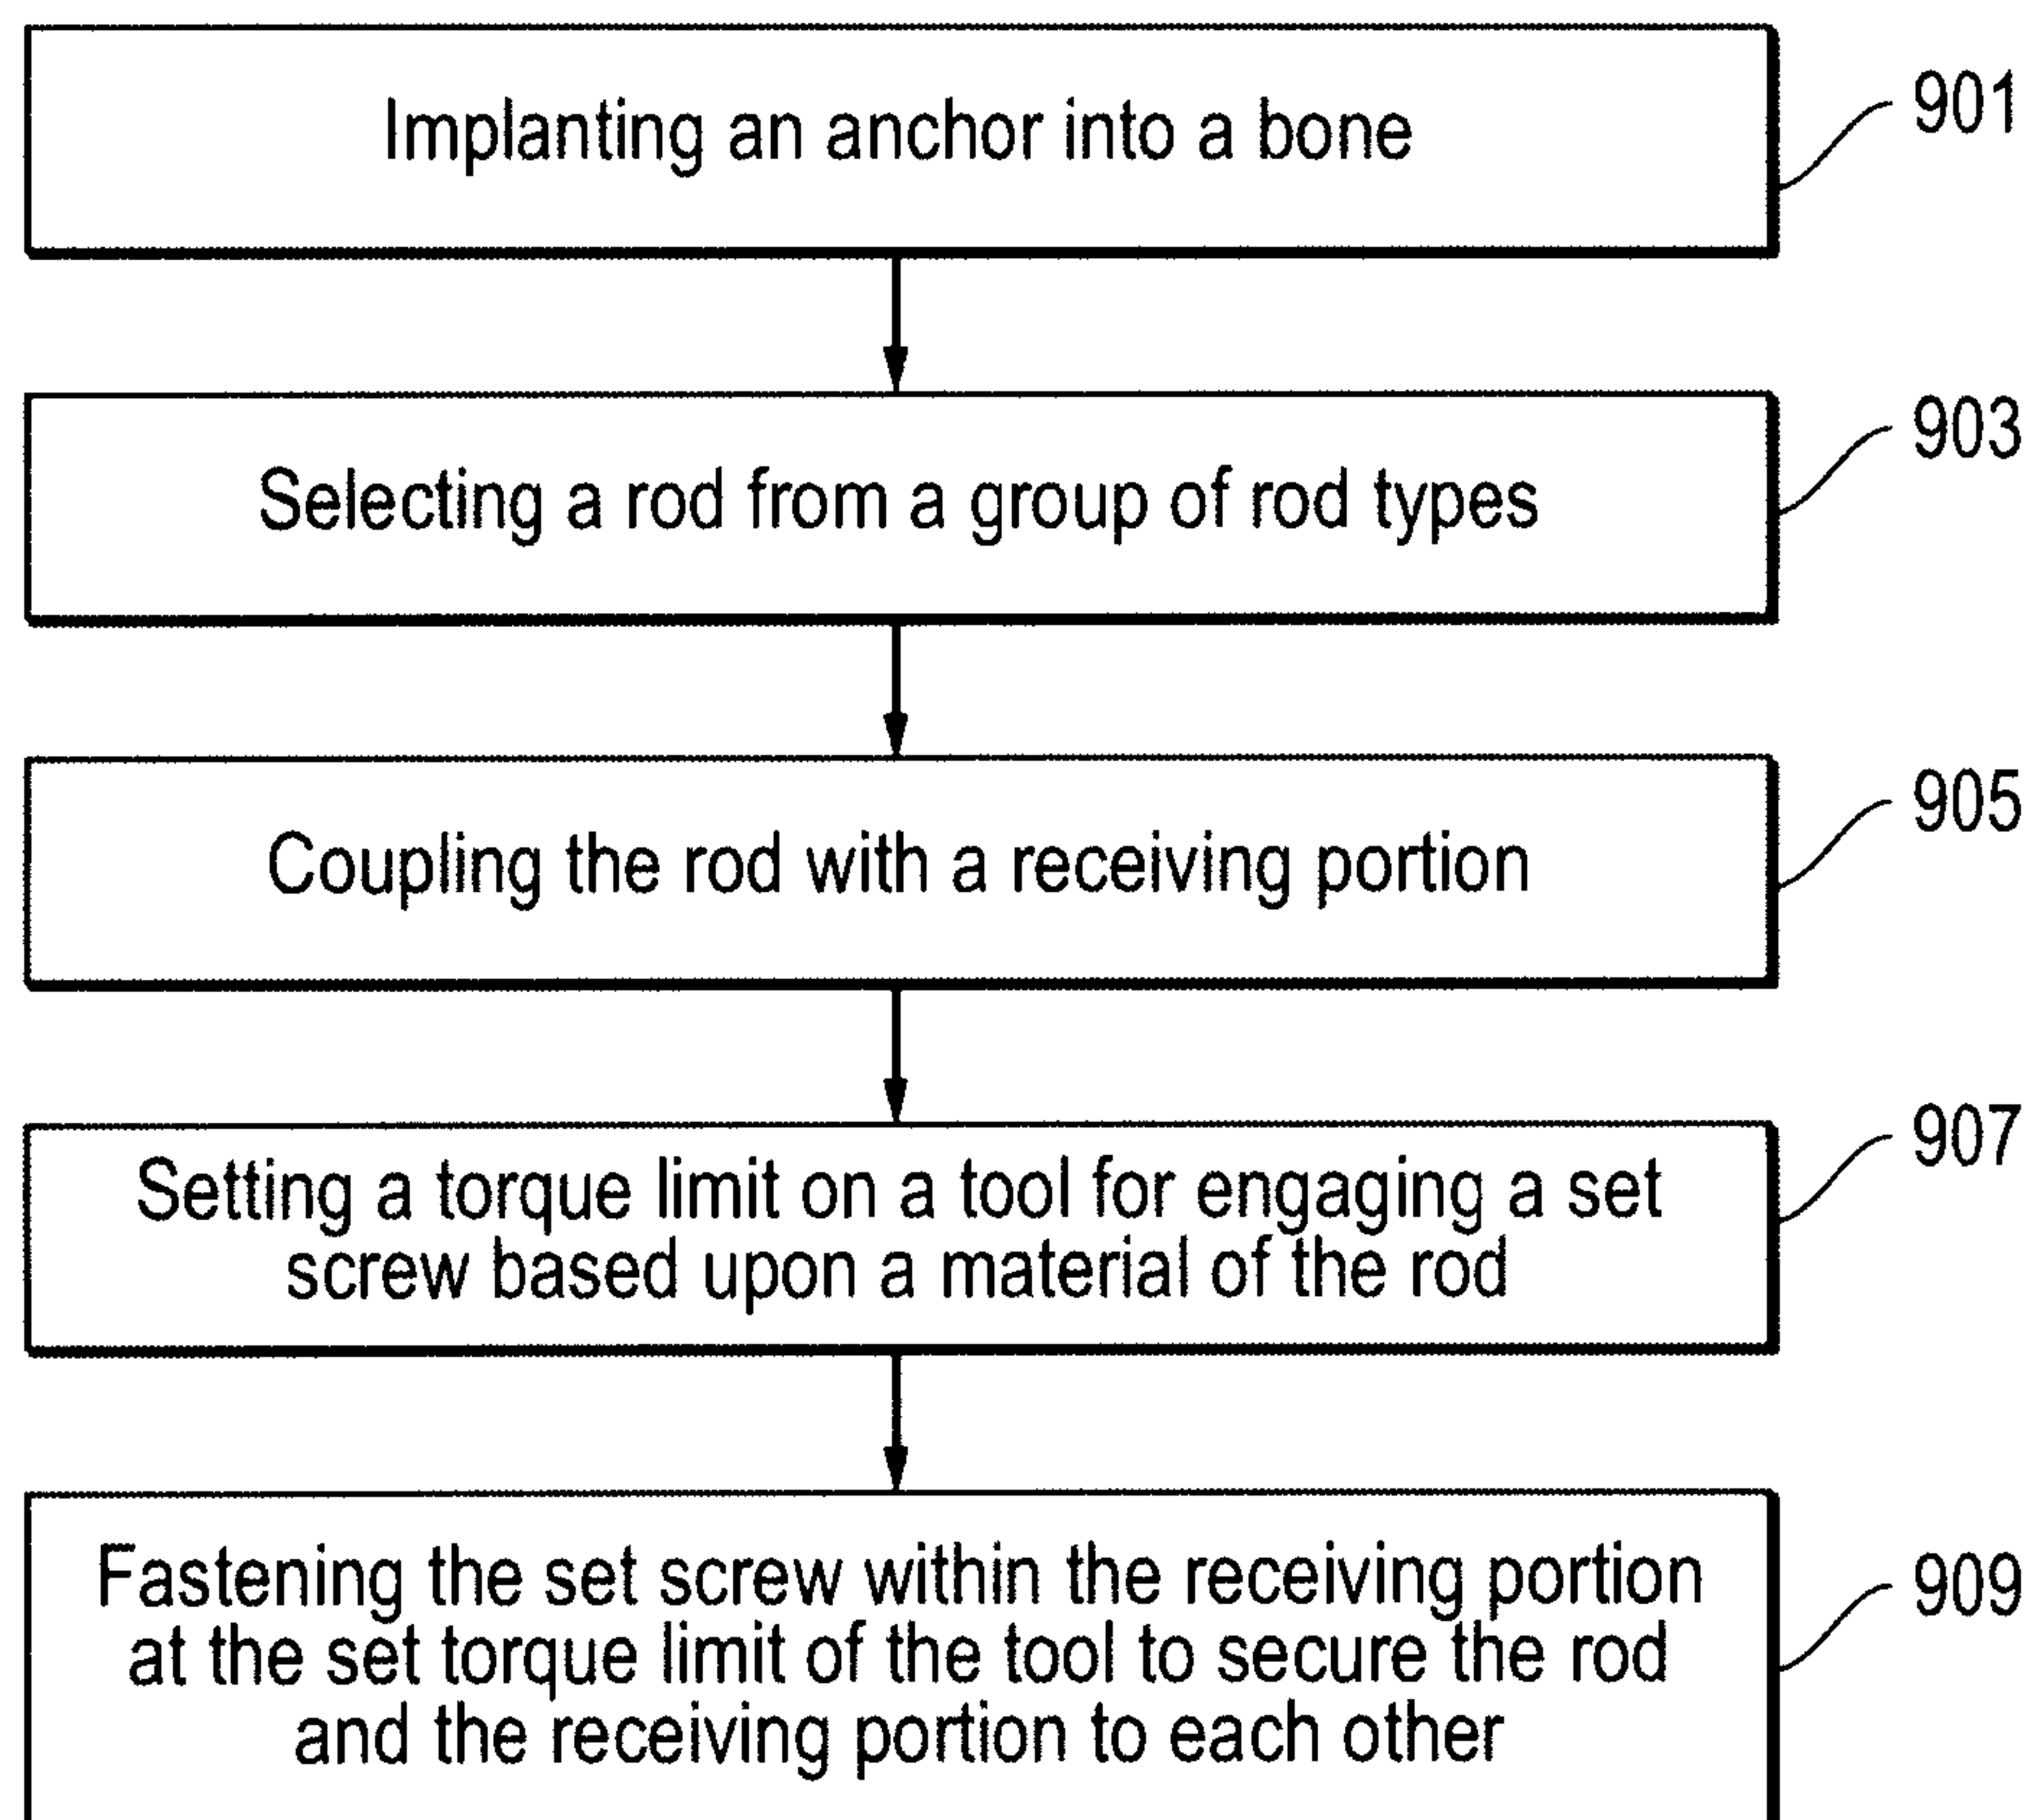 Implanting an anchor into a bone
901
Selecting a rod from a group of rod types
903
Coupling the rod with a receiving portion
905
Setting a torque limit on a tool for engaging a set
screw based upon a material of the rod
907
Fastening the set screw within the receiving portion
at the set torque limit of the tool to secure the rod
and the receiving portion to each other
909